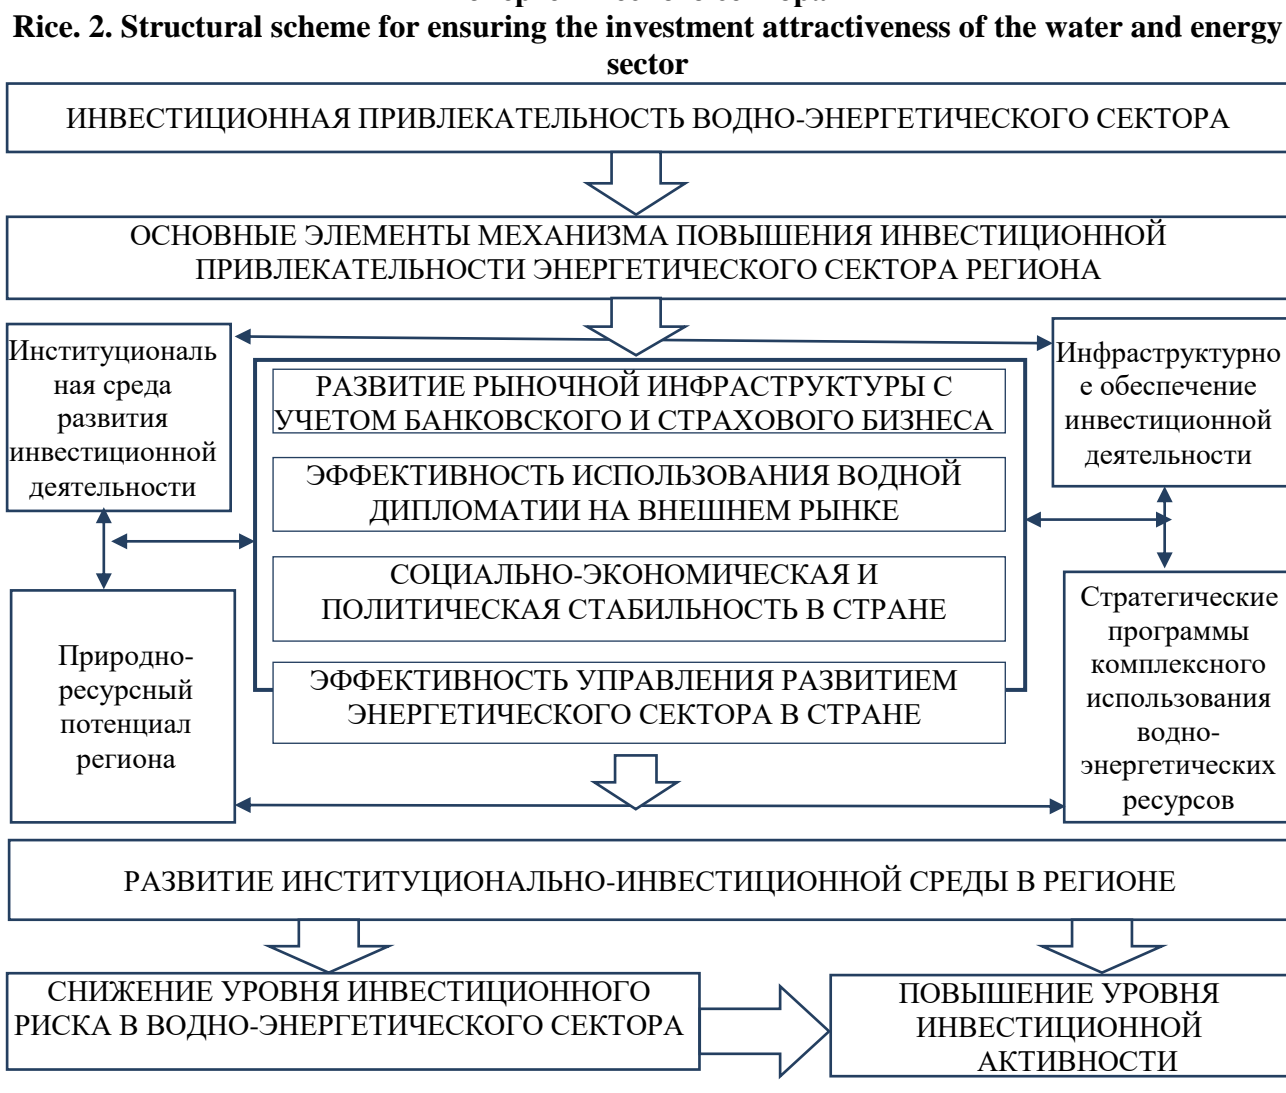 Rice. 2. Structural scheme for ensuring the investment attractiveness of the water and energy
sector
ИНВЕСТИЦИОННАЯ ПРИВЛЕКАТЕЛЬНОСТЬ ВОДНО-ЭНЕРГЕТИЧЕСКОГО СЕКТОРА
ОСНОВНЫЕ ЭЛЕМЕНТЫ МЕХАНИЗМА ПОВЫШЕНИЯ ИНВЕСТИЦИОННОЙ
ПРИВЛЕКАТЕЛЬНОСТИ ЭНЕРГЕТИЧЕСКОГО СЕКТОРА РЕГИОНА
Институциональ
ная среда
развития
инвестиционной
деятельности
РАЗВИТИЕ РЫНОЧНОЙ ИНФРАСТРУКТУРЫ С
УЧЕТОМ БАНКОВСКОГО И СТРАХОВОГО БИЗНЕСА
ЭФФЕКТИВНОСТЬ ИСПОЛЬЗОВАНИЯ ВОДНОЙ
ДИПЛОМАТИИ НА ВНЕШНЕМ РЫНКЕ
СОЦИАЛЬНО-ЭКОНОМИЧЕСКАЯ И
ПОЛИТИЧЕСКАЯ СТАБИЛЬНОСТЬ В СТРАНЕ
ЭФФЕКТИВНОСТЬ УПРАВЛЕНИЯ РАЗВИТИЕМ
ЭНЕРГЕТИЧЕСКОГО СЕКТОРА В СТРАНЕ
Инфраструктурно
е обеспечение
инвестиционной
деятельности
Природно-
ресурсный
потенциал
региона
Стратегические
программы
комплексного
использования
водно-
энергетических
ресурсов
РАЗВИТИЕ ИНСТИТУЦИОНАЛЬНО-ИНВЕСТИЦИОННОЙ СРЕДЫ В РЕГИОНЕ
СНИЖЕНИЕ УРОВНЯ ИНВЕСТИЦИОННОГО
РИСКА В ВОДНО-ЭНЕРГЕТИЧЕСКОГО СЕКТОРА
ПОВЫШЕНИЕ УРОВНЯ
ИНВЕСТИЦИОННОЙ
АКТИВНОСТИ